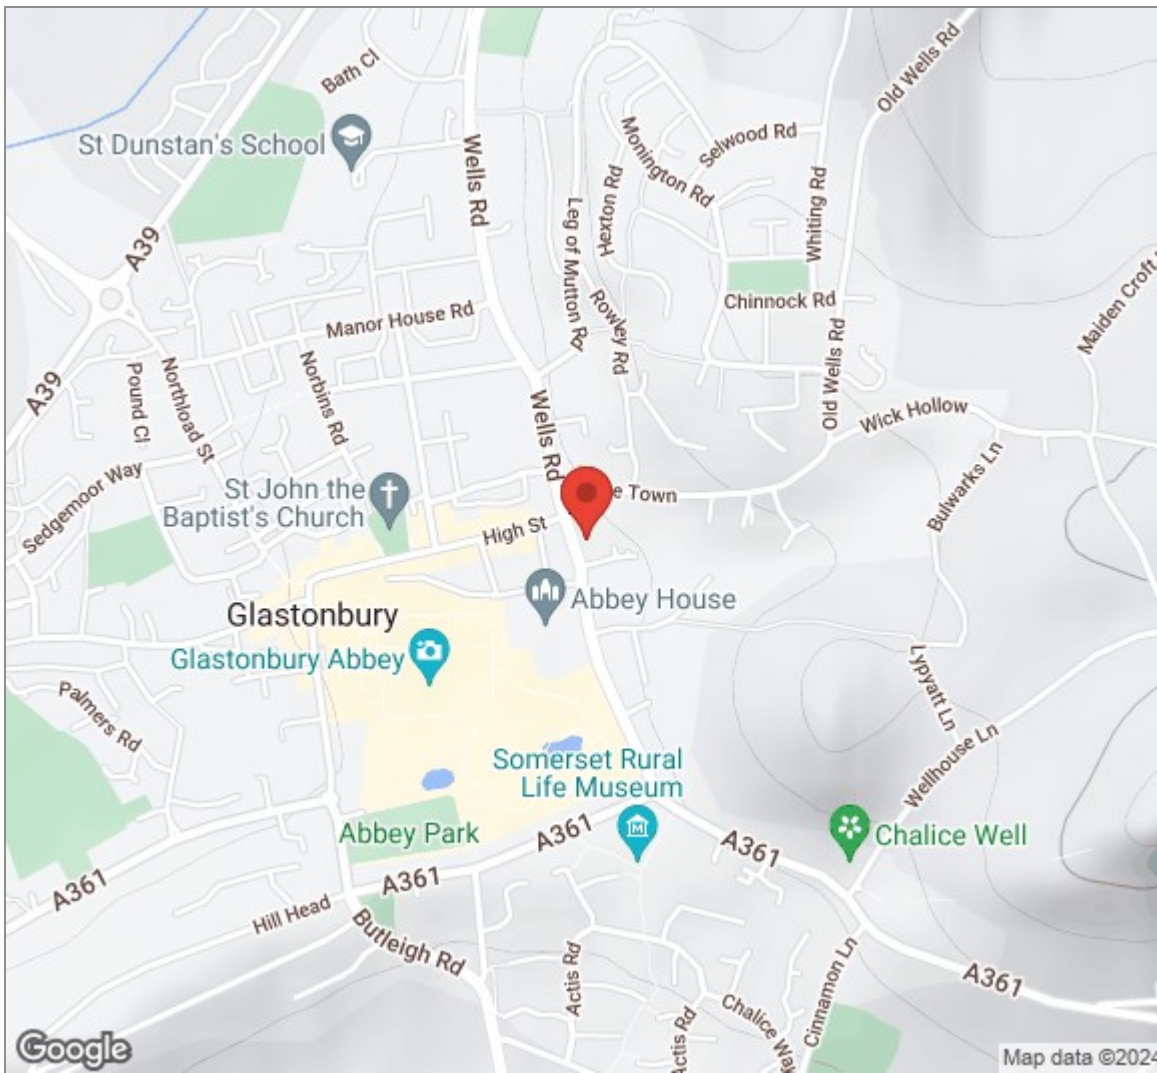 Bath Cl
St Dunstan's School
Wells Rd
Old Wells Rd
Selwood Rd
Monington Rd
Hexton Rd
Leg of Mutton Rd
Whiting Rd
A39
Chinnock Rd
Maiden Croft
Manor House Rd
Rowley Rd
Old Wells Rd
A39
Pound Cl
Northload St
Norbins Rd
Wells Rd
Wick Hollow
Bulwarks Ln
Sedgemoor Way
St John the
Baptist's Church
e Town
High St
Abbey House
Glastonbury
Glastonbury Abbey
Palmers Rd
Lypyatt Ln
Wellhouse Ln
Somerset Rural
Life Museum
Abbey Park
A361
A361
Chalice Well
A361
A361
Hill Head
Butleigh Rd
Actis Rd
Cinnamon Ln
A361
Chalice Way
Actis Rd
Google
Map data ©2024